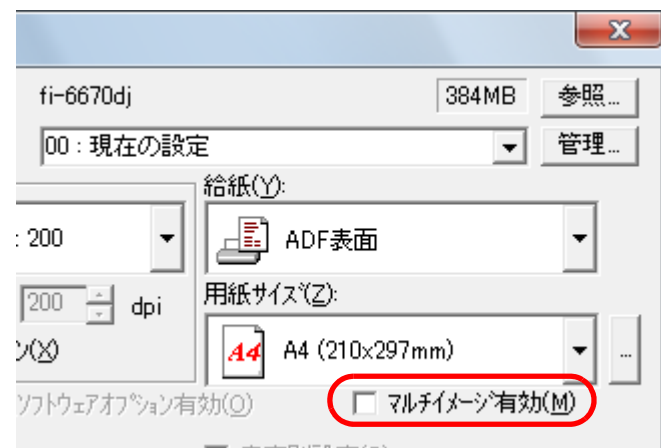 fi-6670dj 384MB 参照...
00 : 現在の設定 管理...
給紙(Y):
: 200 ADF表面
200 dpi 用紙サイズ(Z):
ン(X) A4 A4 (210x297mm) ...
ソフトウェアオプション有効(O) マルチイメージ有効(M)